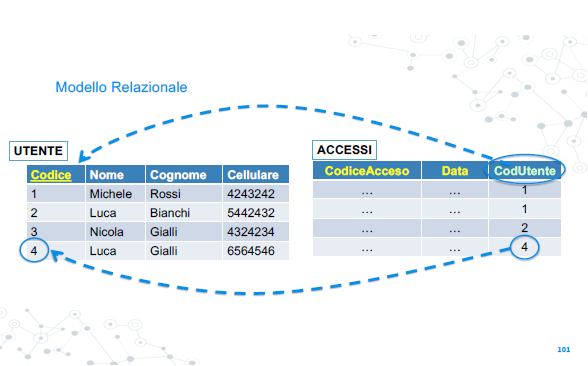 Modello Relazionale
UTENTE
Codice Nome Cognome Cellulare
1 Michele Rossi 4243242
2 Luca Bianchi 5442432
3 Nicola Gialli 4324234
4 Luca Gialli 6564546
ACCESSI
CodiceAcceso Data CodUtente
… … 1
… … 1
… … 2
… … 4
101